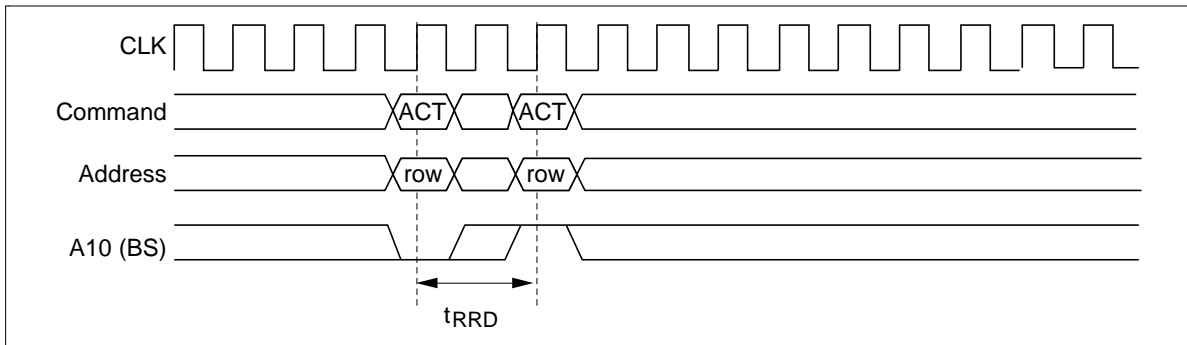 CLK
Command ACT ACT
Address row row
A10 (BS)
tRRD